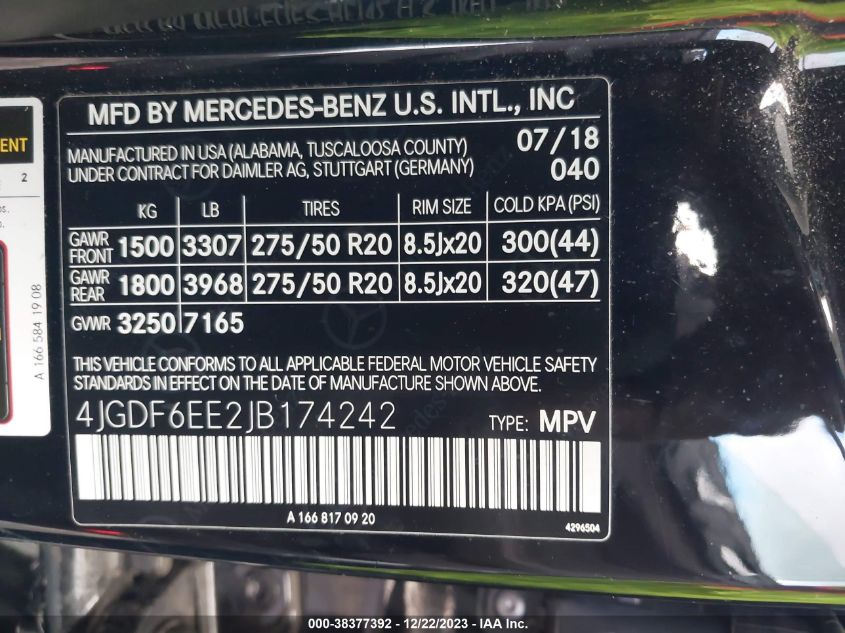 MFD BY MERCEDES-BENZ U.S. INTL., INC
MANUFACTURED IN USA (ALABAMA, TUSCALOOSA COUNTY) 07/18
UNDER CONTRACT FOR DAIMLER AG, STUTTGART (GERMANY) 040
KG LB TIRES RIM SIZE COLD KPA (PSI)
GAWR FRONT 1500 3307 275/50 R20 8.5Jx20 300(44)
GAWR REAR 1800 3968 275/50 R20 8.5Jx20 320(47)
GVWR 3250 7165
THIS VEHICLE CONFORMS TO ALL APPLICABLE FEDERAL MOTOR VEHICLE SAFETY
STANDARDS IN EFFECT ON THE DATE OF MANUFACTURE SHOWN ABOVE.
4JGDF6EE2JB174242 TYPE: MPV
A 166 817 09 20
4296504
2
A 166 584 19 08
000-38377392 - 12/22/2023 - IAA Inc.